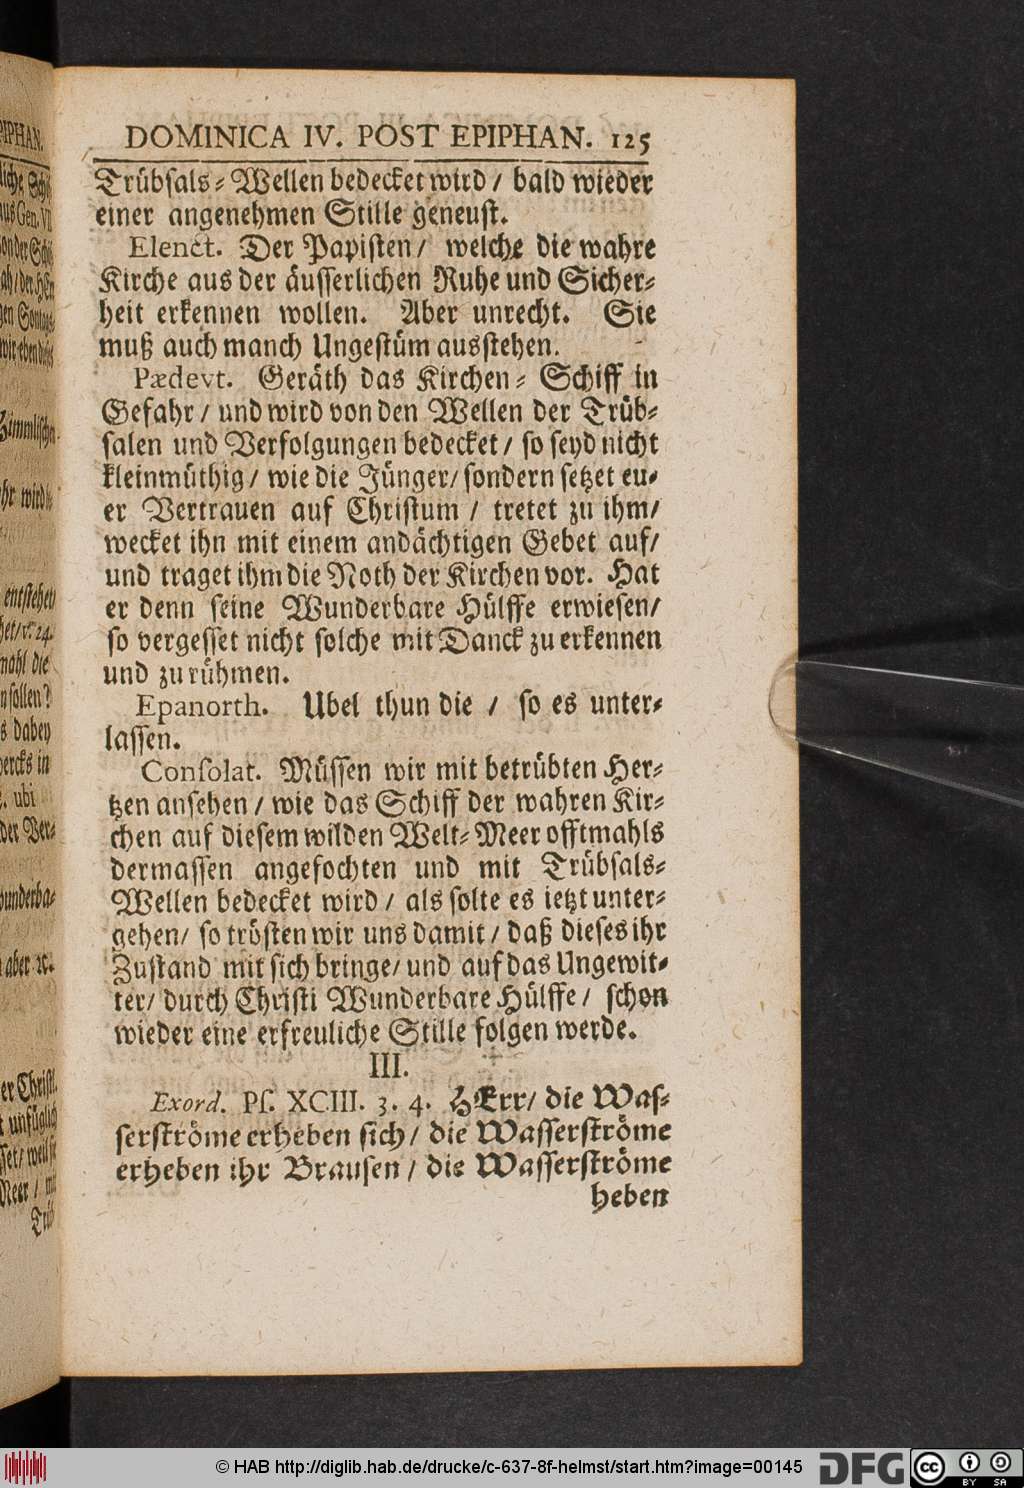 DOMINICA IV. POST EPIPHAN. 125
Trübsals-Wellen bedecket wird / bald wieder
einer angenehmen Stille geneust.
Elenct. Der Papisten / welche die wahre
Kirche aus der äusserlichen Ruhe und Sicher-
heit erkennen wollen. Aber unrecht. Sie
muß auch manch Ungestüm ausstehen.
Pædevt. Geräth das Kirchen-Schiff in
Gefahr / und wird von den Wellen der Trüb-
salen und Verfolgungen bedecket / so seyd nicht
kleinmüthig / wie die Jünger / sondern setzet eu-
er Vertrauen auf Christum / tretet zu ihm /
wecket ihn mit einem andächtigen Gebet auf /
und traget ihm die Noth der Kirchen vor. Hat
er denn seine Wunderbare Hülffe erwiesen /
so vergesset nicht solche mit Danck zu erkennen
und zu rühmen.
Epanorth. Ubel thun die / so es unter-
lassen.
Consolat. Müssen wir mit betrübten Her-
tzen ansehen / wie das Schiff der wahren Kir-
chen auf diesem wilden Welt-Meer offtmahls
dermassen angefochten und mit Trübsals-
Wellen bedecket wird / als solte es ietzt unter-
gehen / so trösten wir uns damit / daß dieses ihr
Zustand mit sich bringe / und auf das Ungewit-
ter / durch Christi Wunderbare Hülffe / schon
wieder eine erfreuliche Stille folgen werde.
III.
Exord. Ps. XCIII. 3. 4. HErr / die Was-
serströme erheben sich / die Wasserströme
erheben ihr Brausen / die Wasserströme
heben
© HAB http://diglib.hab.de/drucke/c-637-8f-helmst/start.htm?image=00145
DFG
cc
BY SA